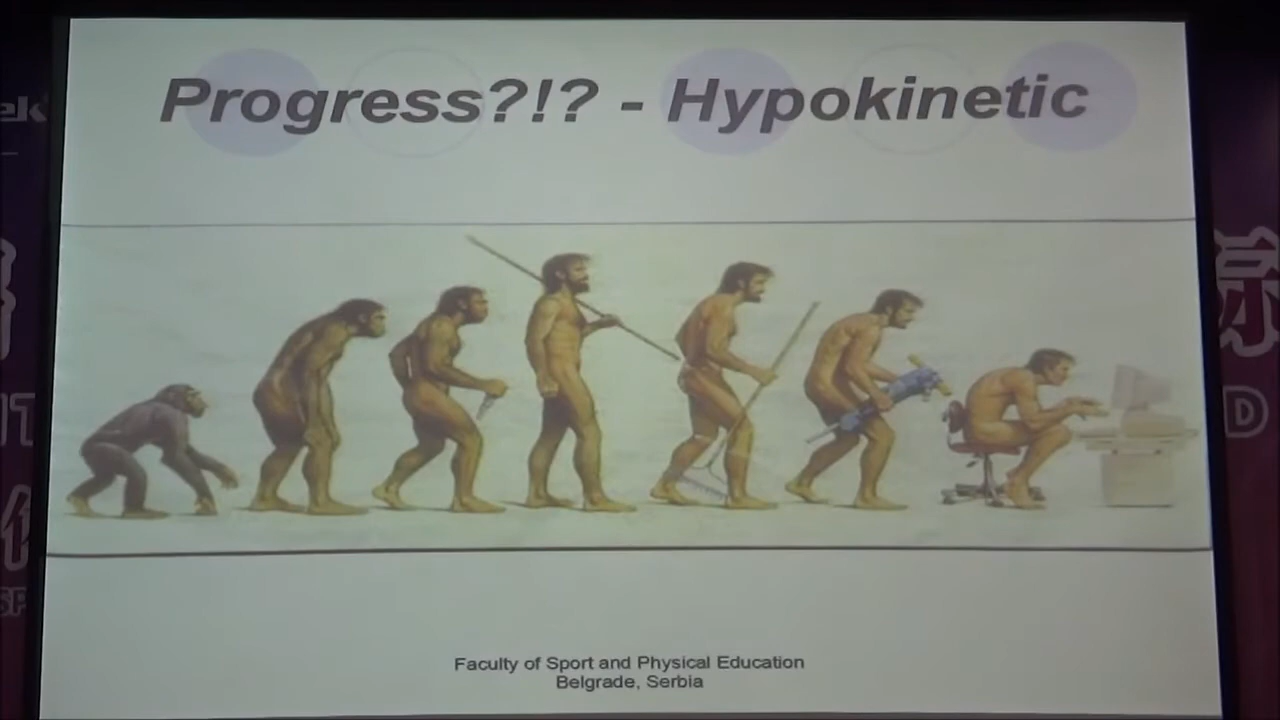 Progress?!? - Hypokinetic
Faculty of Sport and Physical Education
Belgrade, Serbia